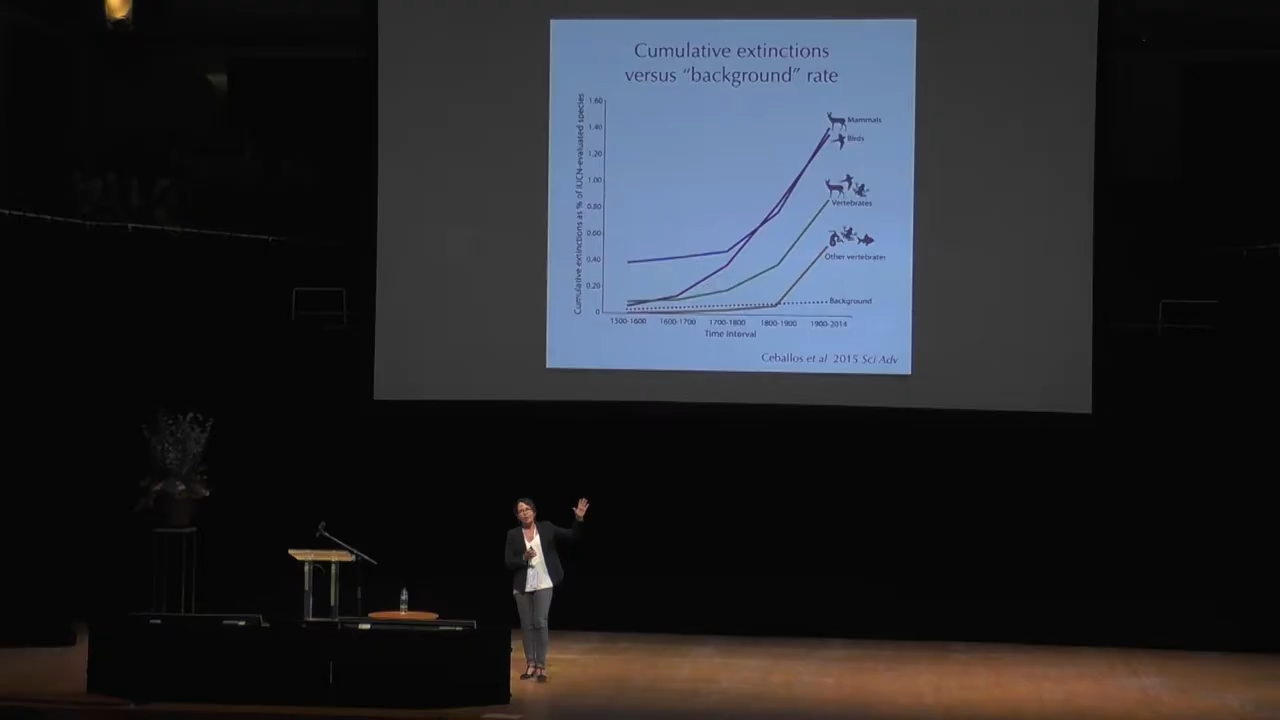 Cumulative extinctions
versus “background” rate
Cumulative extinctions as % of IUCN-evaluated species
1.60
1.40
1.20
1.00
0.80
0.60
0.40
0.20
0
Mammals
Birds
Vertebrates
Other vertebrates
Background
1500-1600 1600-1700 1700-1800 1800-1900 1900-2014
Time interval
Ceballos et al 2015 Sci Adv